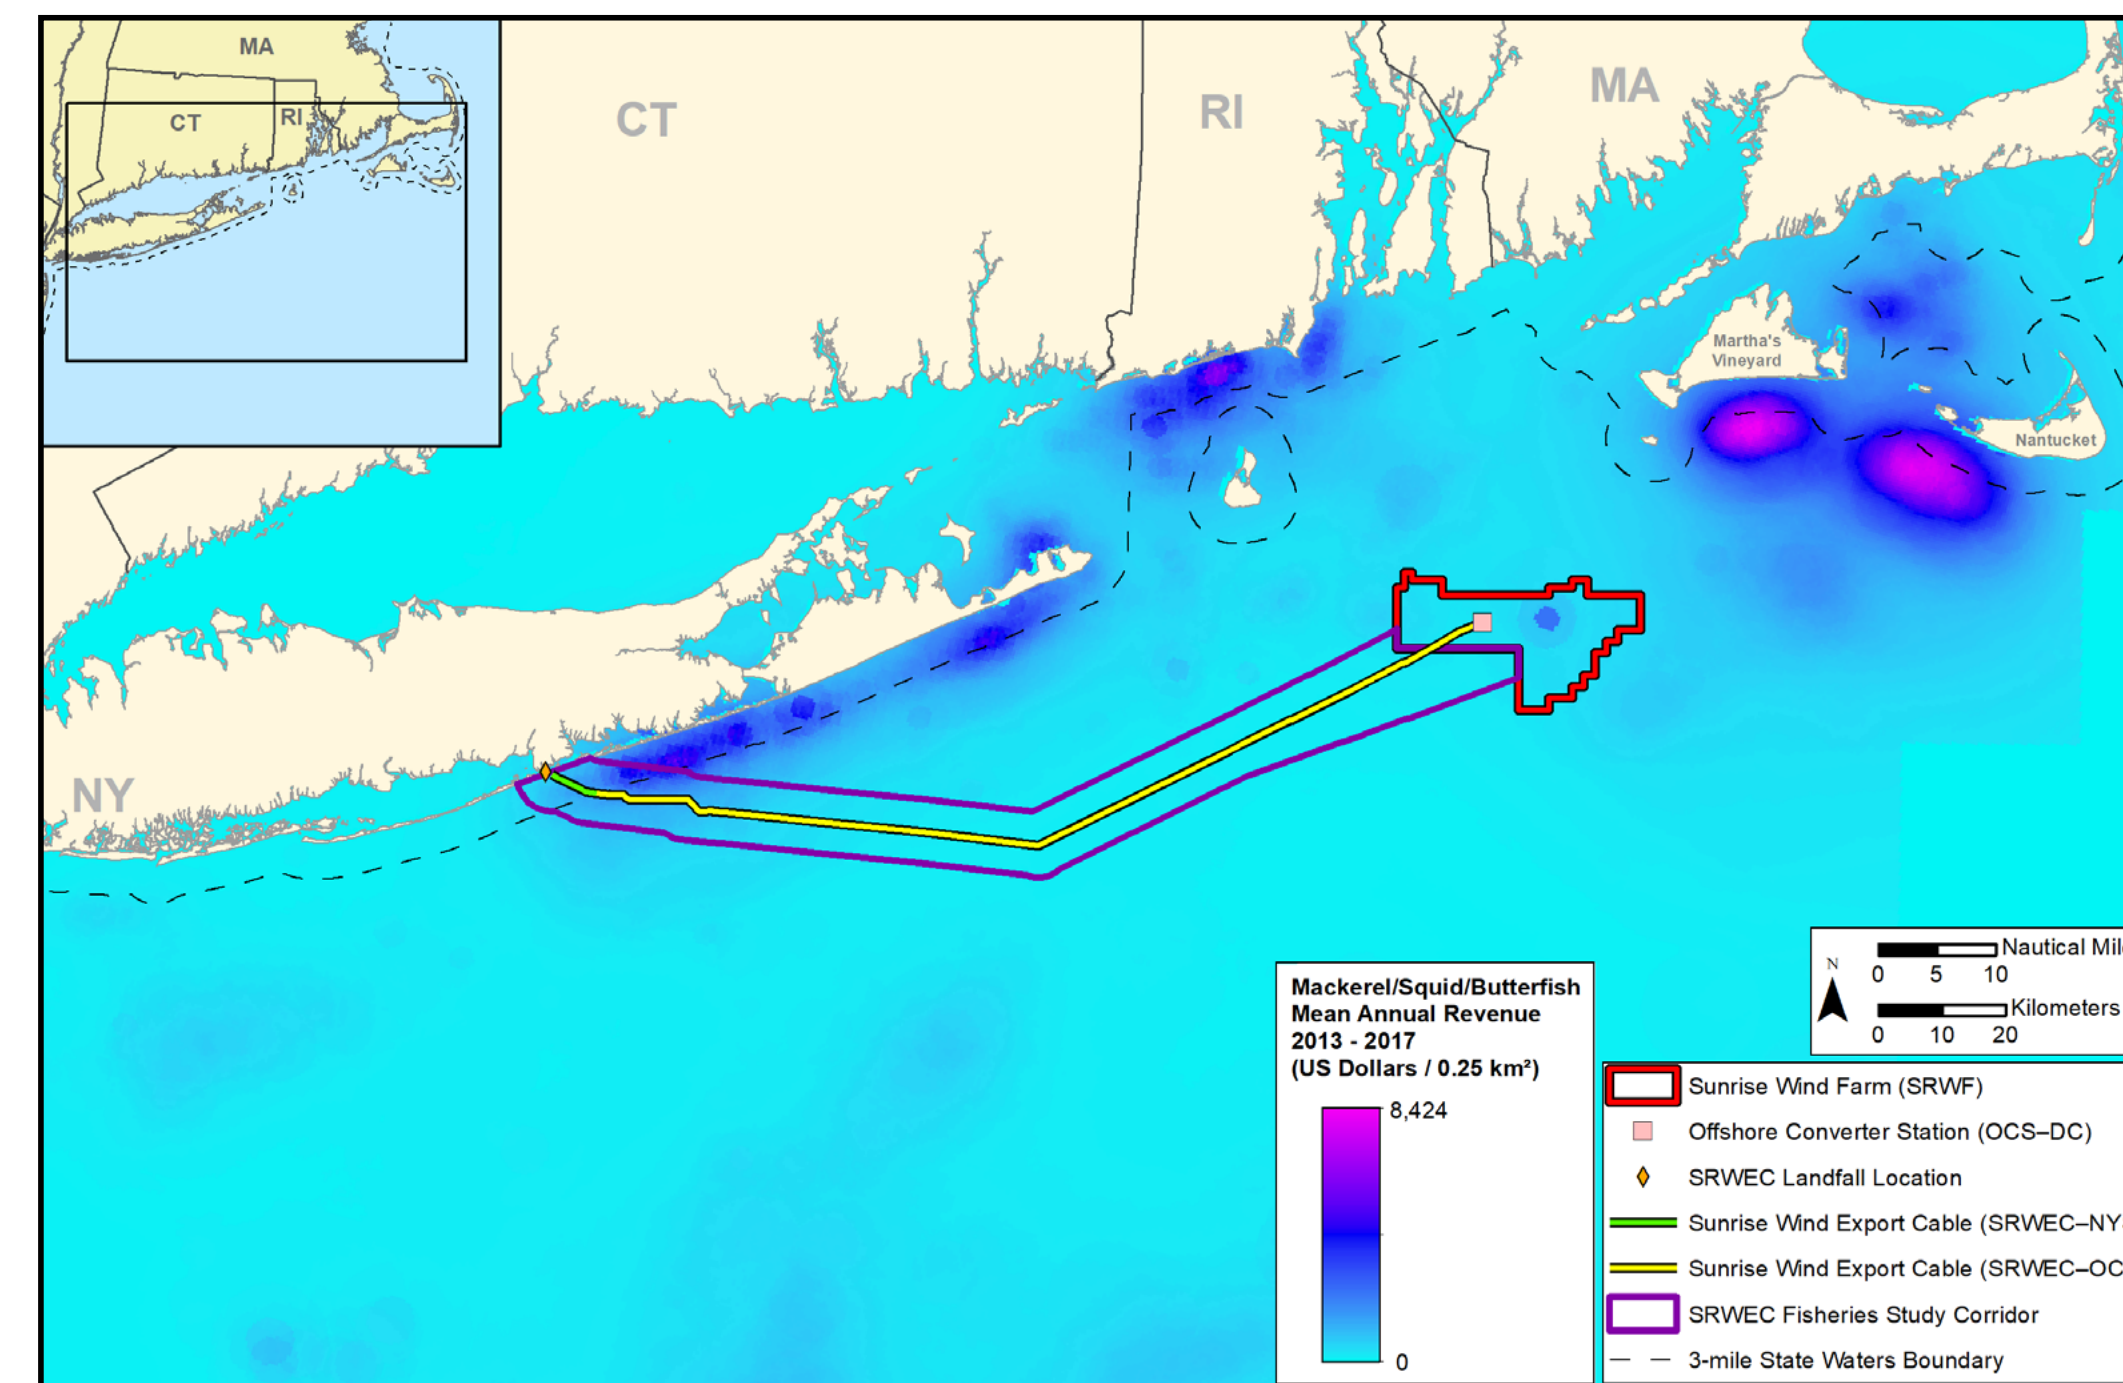 MA
CT
RI
CT
RI
MA
Martha's
Vineyard
Nantucket
NY
Mackerel/Squid/Butterfish
Mean Annual Revenue
2013 - 2017
(US Dollars / 0.25 km²)
8,424
0
N
Nautical Mil
0 5 10
Kilometers
0 10 20
Sunrise Wind Farm (SRWF)
Offshore Converter Station (OCS–DC)
SRWEC Landfall Location
Sunrise Wind Export Cable (SRWEC–NY
Sunrise Wind Export Cable (SRWEC–OC
SRWEC Fisheries Study Corridor
3-mile State Waters Boundary